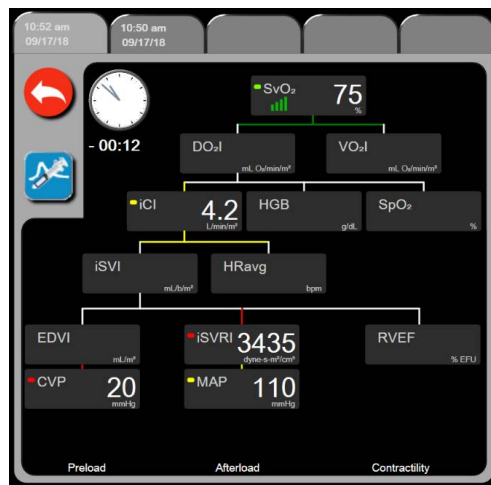 10:52 am
09/17/18
10:50 am
09/17/18
SvO₂ 75
%
- 00:12
DO₂I
mL O₂/min/m²
VO₂I
mL O₂/min/m²
iCI 4.2
L/min/m²
HGB
g/dL
SpO₂
%
iSVI
mL/b/m²
HRavg
bpm
EDVI
mL/m²
iSVRI 3435
dyne-s-m²/cm⁵
RVEF
% EFU
CVP 20
mmHg
MAP 110
mmHg
Preload Afterload Contractility